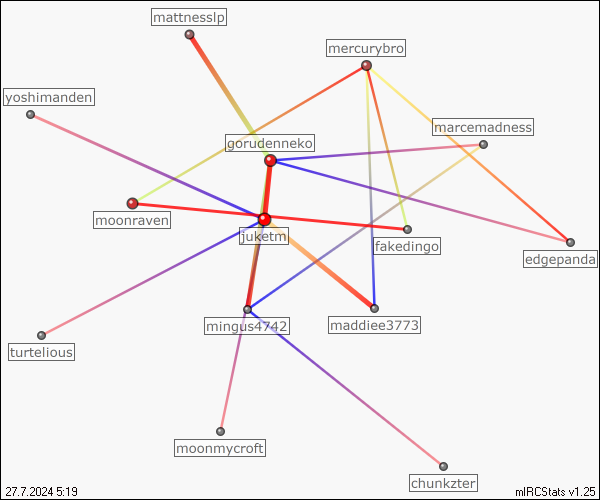 mattnesslp
mercurybro
yoshimanden
marcemadness
gorudenneko
moonraven
juketm
fakedingo
edgepanda
mingus4742
maddiee3773
turtelious
moonmycroft
chunkzter
27.7.2024 5:19
mIRCStats v1.25